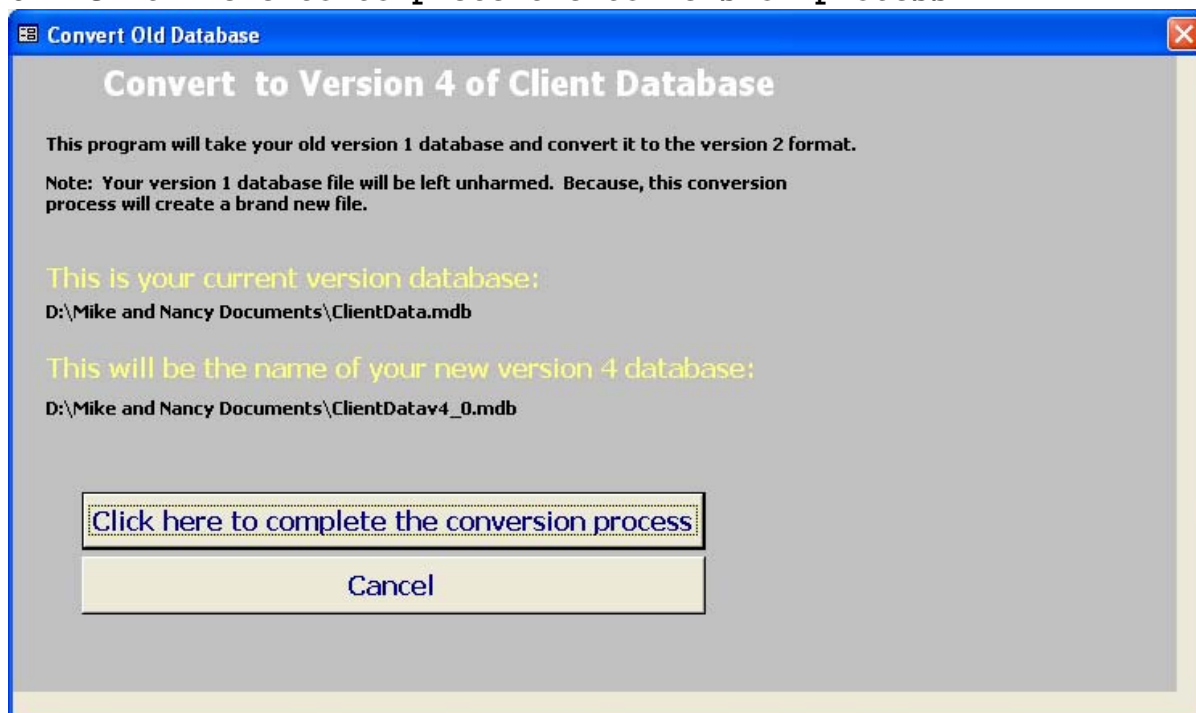 Convert Old Database
Convert to Version 4 of Client Database
This program will take your old version 1 database and convert it to the version 2 format.
Note: Your version 1 database file will be left unharmed. Because, this conversion
process will create a brand new file.
This is your current version database:
D:\Mike and Nancy Documents\ClientData.mdb
This will be the name of your new version 4 database:
D:\Mike and Nancy Documents\ClientDatav4_0.mdb
Click here to complete the conversion process
Cancel